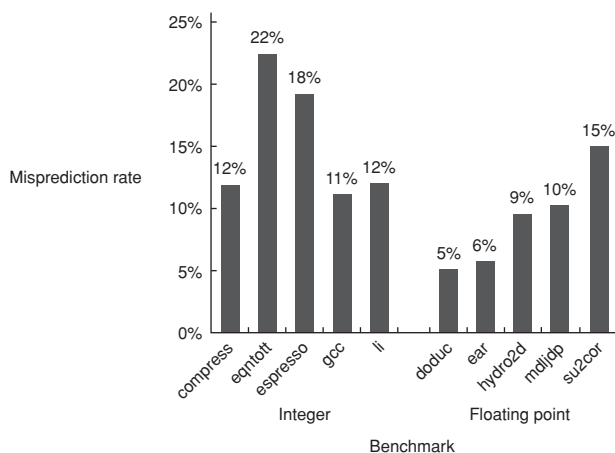 25%
20%
15%
10%
5%
0%
Misprediction rate
12%
22%
18%
11%
12%
5%
6%
9%
10%
15%
compress
eqntott
espresso
gcc
li
doduc
ear
hydro2d
mdljdp
su2cor
Integer
Floating point
Benchmark